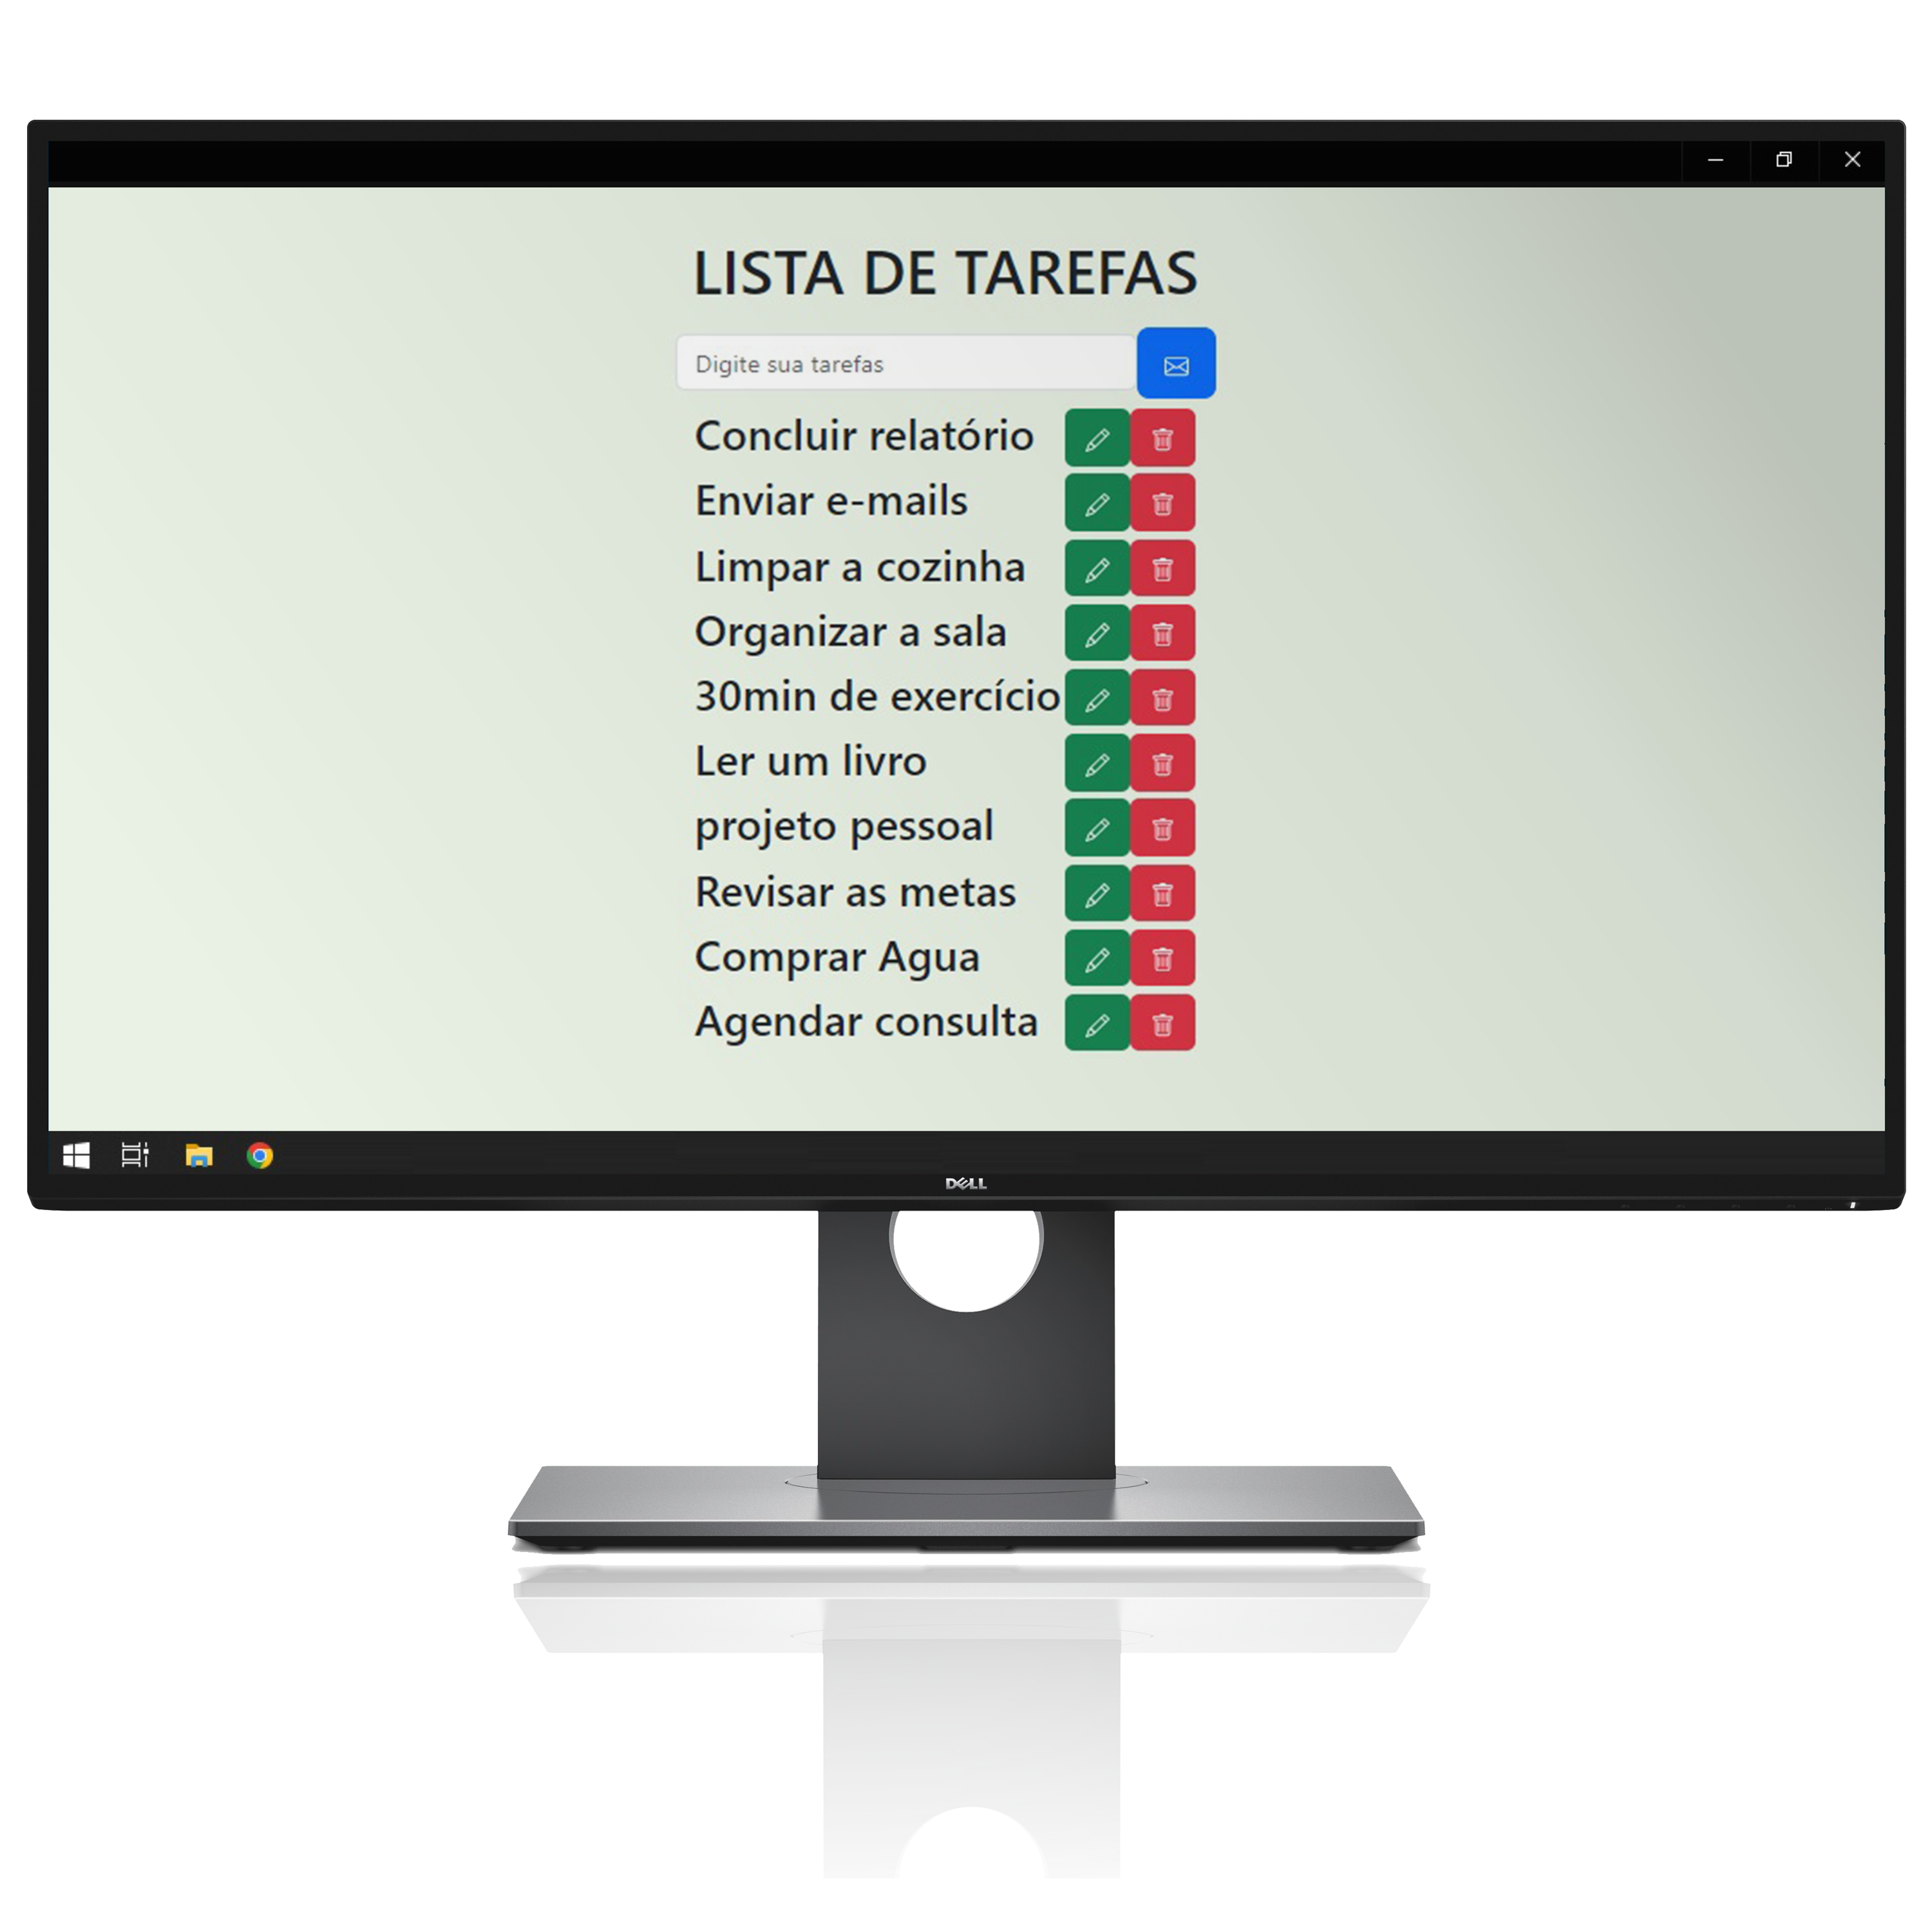 LISTA DE TAREFAS
Digite sua tarefas
Concluir relatório
Enviar e-mails
Limpar a cozinha
Organizar a sala
30min de exercício
Ler um livro
projeto pessoal
Revisar as metas
Comprar Agua
Agendar consulta
DELL